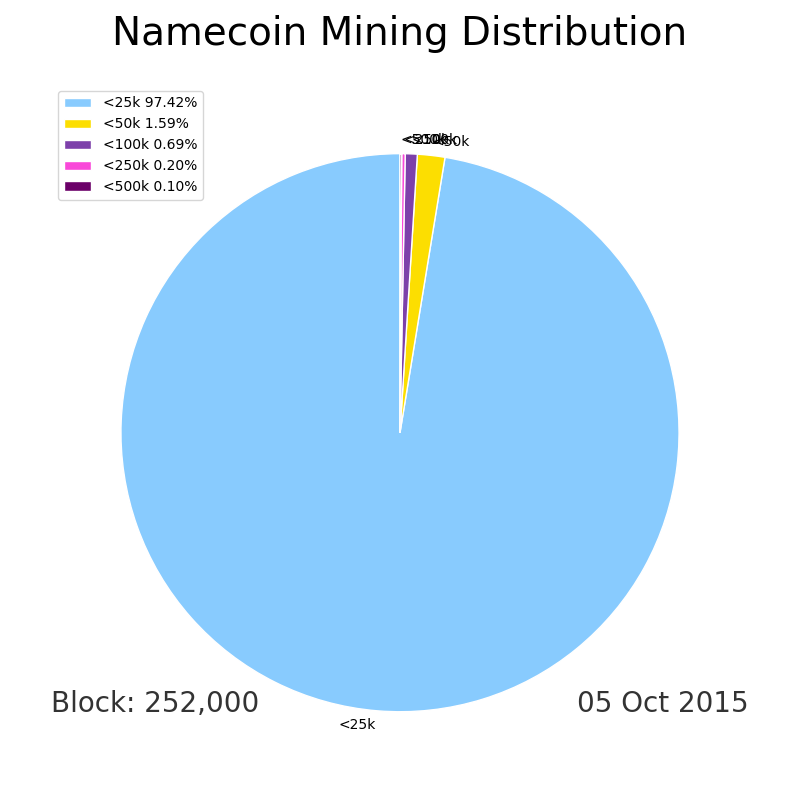 Namecoin Mining Distribution
<25k 97.42%
<50k 1.59%
<100k 0.69%
<250k 0.20%
<500k 0.10%
<50k
Block: 252,000
05 Oct 2015
<25k